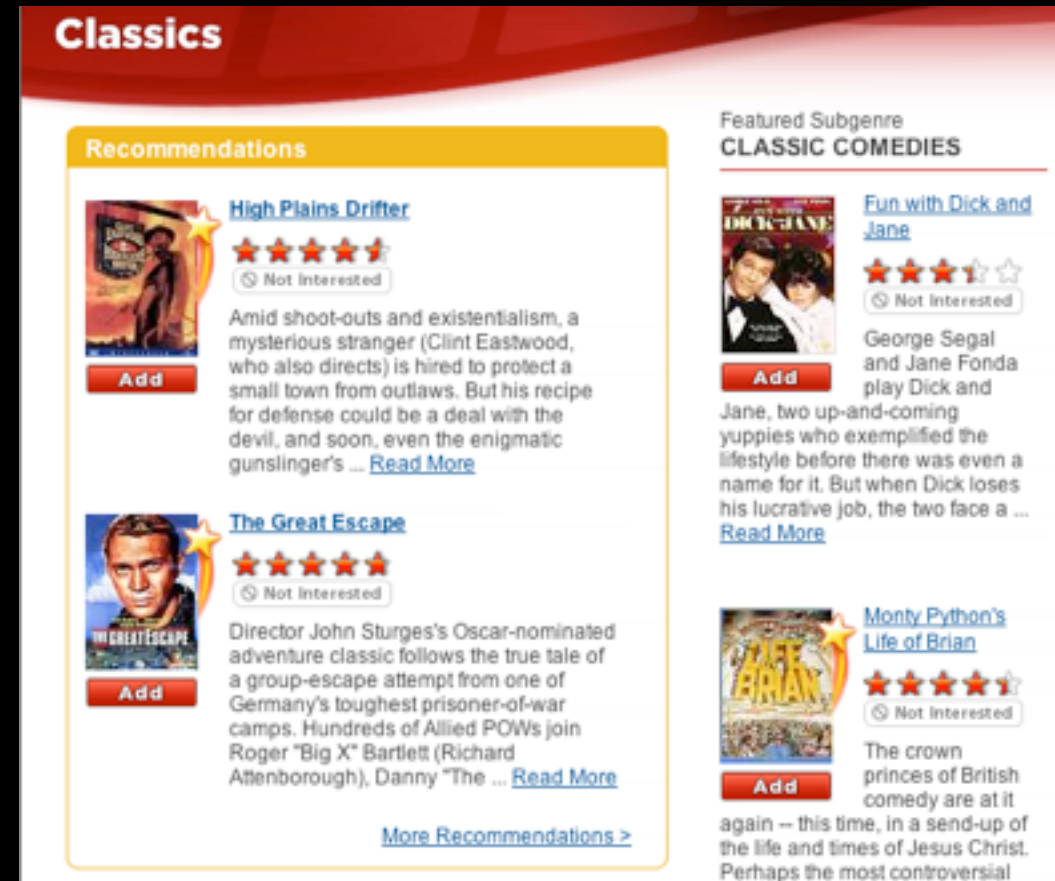 Classics
Recommendations
High Plains Drifter
Not Interested
Amid shoot-outs and existentialism, a
mysterious stranger (Clint Eastwood,
who also directs) is hired to protect a
small town from outlaws. But his recipe
for defense could be a deal with the
devil, and soon, even the enigmatic
gunslinger's ... Read More
Add
The Great Escape
Not Interested
THE GREAT ESCAPE
Director John Sturges's Oscar-nominated
adventure classic follows the true tale of
a group-escape attempt from one of
Germany's toughest prisoner-of-war
camps. Hundreds of Allied POWs join
Roger "Big X" Bartlett (Richard
Attenborough), Danny "The ... Read More
Add
More Recommendations >
Featured Subgenre
CLASSIC COMEDIES
Fun with Dick and
Jane
DICK AND JANE
Not Interested
George Segal
and Jane Fonda
play Dick and
Add
Jane, two up-and-coming
yuppies who exemplified the
lifestyle before there was even a
name for it. But when Dick loses
his lucrative job, the two face a ...
Read More
Monty Python's
Life of Brian
LIFE OF
BRIAN
Not Interested
The crown
princes of British
comedy are at it
Add
again -- this time, in a send-up of
the life and times of Jesus Christ.
Perhaps the most controversial